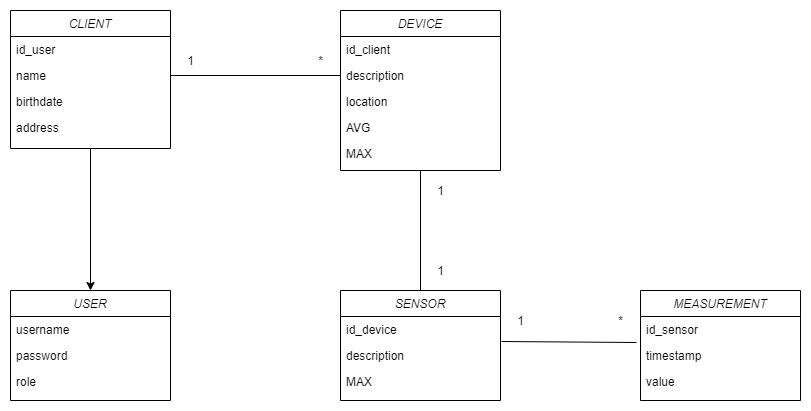 CLIENT
id_user
name
birthdate
address
1
*
DEVICE
id_client
description
location
AVG
MAX
1
1
USER
username
password
role
SENSOR
id_device
description
MAX
1
*
MEASUREMENT
id_sensor
timestamp
value